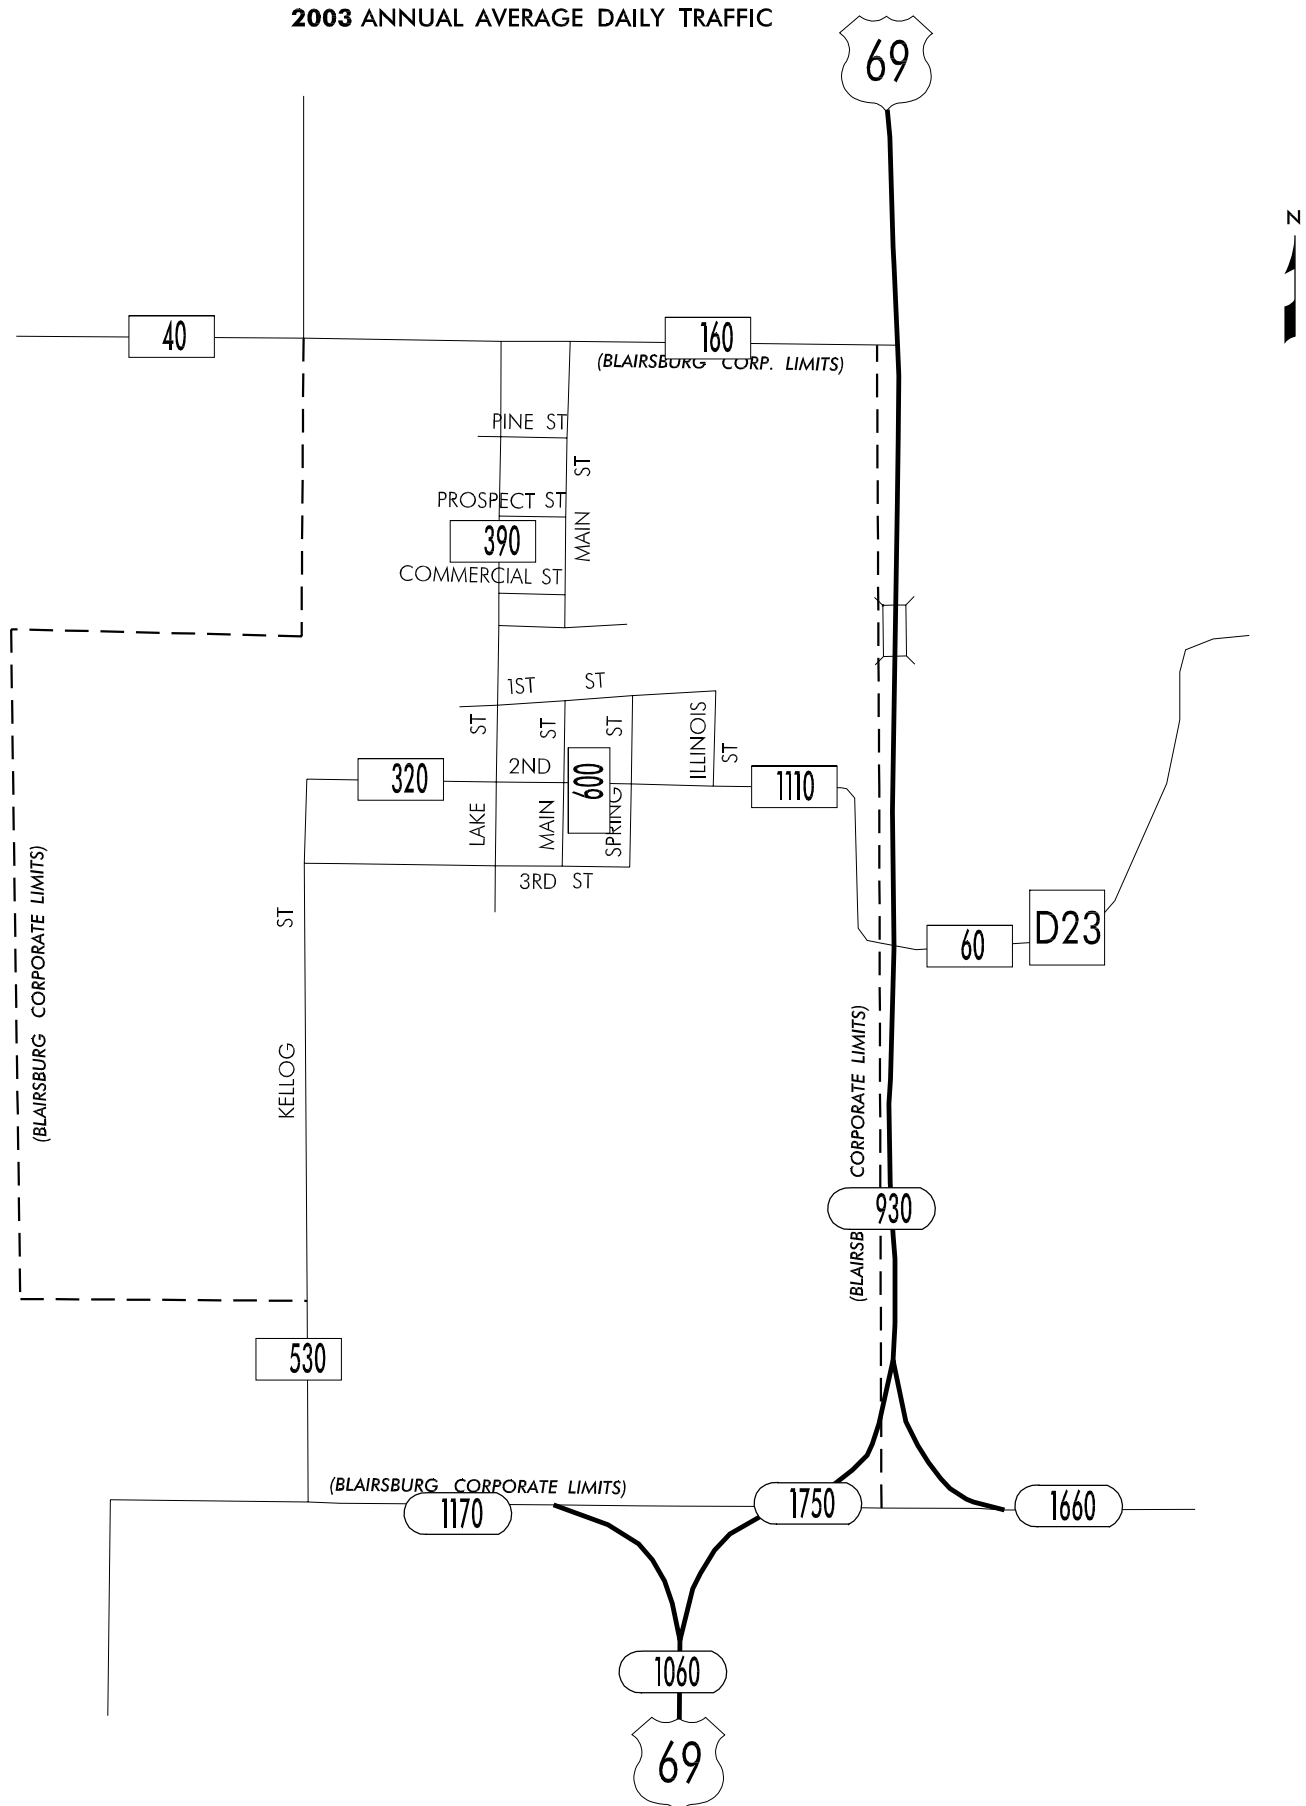 2003 ANNUAL AVERAGE DAILY TRAFFIC
69
N
40
160
(BLAIRSBURG CORP. LIMITS)
PINE ST
MAIN ST
PROSPECT ST
390
COMMERCIAL ST
1ST ST
LAKE ST
MAIN ST
SPRING ST
ILLINOIS ST
320
2ND
600
1110
3RD ST
(BLAIRSBURG CORPORATE LIMITS)
KELLOG ST
60
D23
(BLAIRSB CORPORATE LIMITS)
930
530
(BLAIRSBURG CORPORATE LIMITS)
1170
1750
1660
1060
69